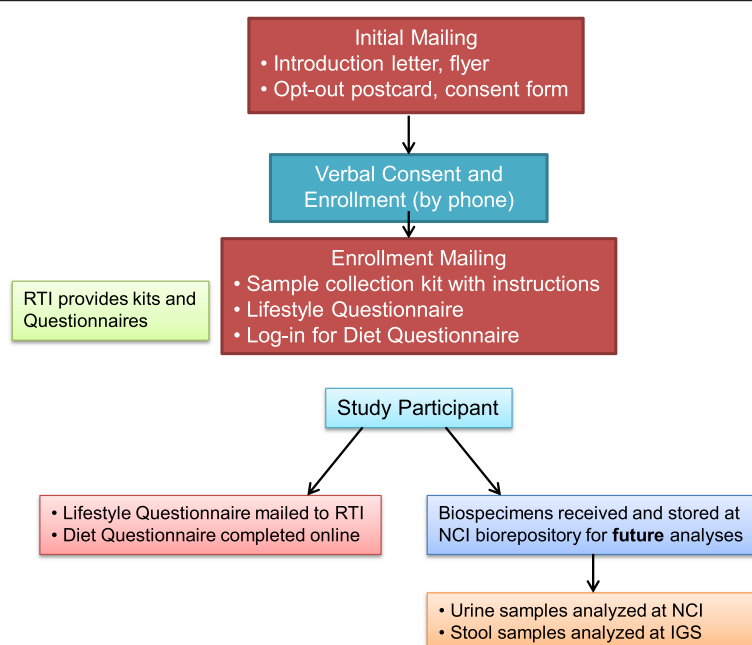 Initial Mailing
• Introduction letter, flyer
• Opt-out postcard, consent form
Verbal Consent and
Enrollment (by phone)
Enrollment Mailing
• Sample collection kit with instructions
• Lifestyle Questionnaire
• Log-in for Diet Questionnaire
RTI provides kits and
Questionnaires
Study Participant
• Lifestyle Questionnaire mailed to RTI
• Diet Questionnaire completed online
Biospecimens received and stored at
NCI biorepository for future analyses
• Urine samples analyzed at NCI
• Stool samples analyzed at IGS